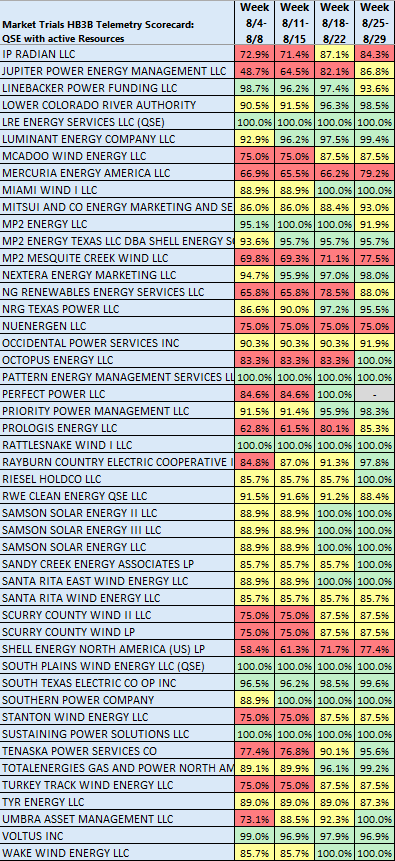 Market Trials HB3B Telemetry Scorecard: QSE with active Resources Week 8/4-8/8 Week 8/11-8/15 Week 8/18-8/22 Week 8/25-8/29
IP RADIAN LLC 72.9% 71.4% 87.1% 84.3%
JUPITER POWER ENERGY MANAGEMENT LLC 48.7% 64.5% 82.1% 86.8%
LINEBACKER POWER FUNDING LLC 98.7% 96.2% 97.4% 93.6%
LOWER COLORADO RIVER AUTHORITY 90.5% 91.5% 96.3% 98.5%
LRE ENERGY SERVICES LLC (QSE) 100.0% 100.0% 100.0% 100.0%
LUMINANT ENERGY COMPANY LLC 92.9% 96.2% 97.5% 99.4%
MCADOO WIND ENERGY LLC 75.0% 75.0% 87.5% 87.5%
MERCURIA ENERGY AMERICA LLC 66.9% 65.5% 66.2% 79.2%
MIAMI WIND I LLC 88.9% 88.9% 100.0% 100.0%
MITSUI AND CO ENERGY MARKETING AND SE 86.0% 86.0% 88.4% 93.0%
MP2 ENERGY LLC 95.1% 100.0% 100.0% 91.9%
MP2 ENERGY TEXAS LLC DBA SHELL ENERGY S 93.6% 95.7% 95.7% 95.7%
MP2 MESQUITE CREEK WIND LLC 69.8% 69.3% 71.1% 77.5%
NEXTERA ENERGY MARKETING LLC 94.7% 95.9% 97.0% 98.0%
NG RENEWABLES ENERGY SERVICES LLC 65.8% 65.8% 78.5% 88.0%
NRG TEXAS POWER LLC 86.6% 90.0% 97.2% 95.5%
NUENERGEN LLC 75.0% 75.0% 75.0% 75.0%
OCCIDENTAL POWER SERVICES INC 90.3% 90.3% 90.3% 91.9%
OCTOPUS ENERGY LLC 83.3% 83.3% 83.3% 100.0%
PATTERN ENERGY MANAGEMENT SERVICES LL 100.0% 100.0% 100.0% 100.0%
PERFECT POWER LLC 84.6% 84.6% 100.0% -
PRIORITY POWER MANAGEMENT LLC 91.5% 91.4% 95.9% 98.3%
PROLOGIS ENERGY LLC 62.8% 61.5% 80.1% 85.3%
RATTLESNAKE WIND I LLC 100.0% 100.0% 100.0% 100.0%
RAYBURN COUNTRY ELECTRIC COOPERATIVE I 84.8% 87.0% 91.3% 97.8%
RIESEL HOLDCO LLC 85.7% 85.7% 85.7% 100.0%
RWE CLEAN ENERGY QSE LLC 91.5% 91.6% 91.2% 88.4%
SAMSON SOLAR ENERGY II LLC 88.9% 88.9% 100.0% 100.0%
SAMSON SOLAR ENERGY III LLC 88.9% 88.9% 100.0% 100.0%
SAMSON SOLAR ENERGY LLC 88.9% 88.9% 100.0% 100.0%
SANDY CREEK ENERGY ASSOCIATES LP 85.7% 85.7% 85.7% 100.0%
SANTA RITA EAST WIND ENERGY LLC 88.9% 88.9% 100.0% 100.0%
SANTA RITA WIND ENERGY LLC 85.7% 85.7% 85.7% 85.7%
SCURRY COUNTY WIND II LLC 75.0% 75.0% 87.5% 87.5%
SCURRY COUNTY WIND LP 75.0% 75.0% 87.5% 87.5%
SHELL ENERGY NORTH AMERICA (US) LP 58.4% 61.3% 71.7% 77.4%
SOUTH PLAINS WIND ENERGY LLC (QSE) 100.0% 100.0% 100.0% 100.0%
SOUTH TEXAS ELECTRIC CO OP INC 96.5% 96.2% 98.5% 99.6%
SOUTHERN POWER COMPANY 88.9% 100.0% 100.0% 100.0%
STANTON WIND ENERGY LLC 75.0% 75.0% 87.5% 87.5%
SUSTAINING POWER SOLUTIONS LLC 100.0% 100.0% 100.0% 100.0%
TENASKA POWER SERVICES CO 77.4% 76.8% 90.1% 95.6%
TOTALENERGIES GAS AND POWER NORTH AM 89.1% 89.9% 96.1% 99.2%
TURKEY TRACK WIND ENERGY LLC 75.0% 75.0% 87.5% 87.5%
TYR ENERGY LLC 89.0% 89.0% 89.0% 87.3%
UMBRA ASSET MANAGEMENT LLC 73.1% 88.5% 92.3% 100.0%
VOLTUS INC 99.0% 96.9% 97.9% 96.9%
WAKE WIND ENERGY LLC 85.7% 85.7% 100.0% 100.0%